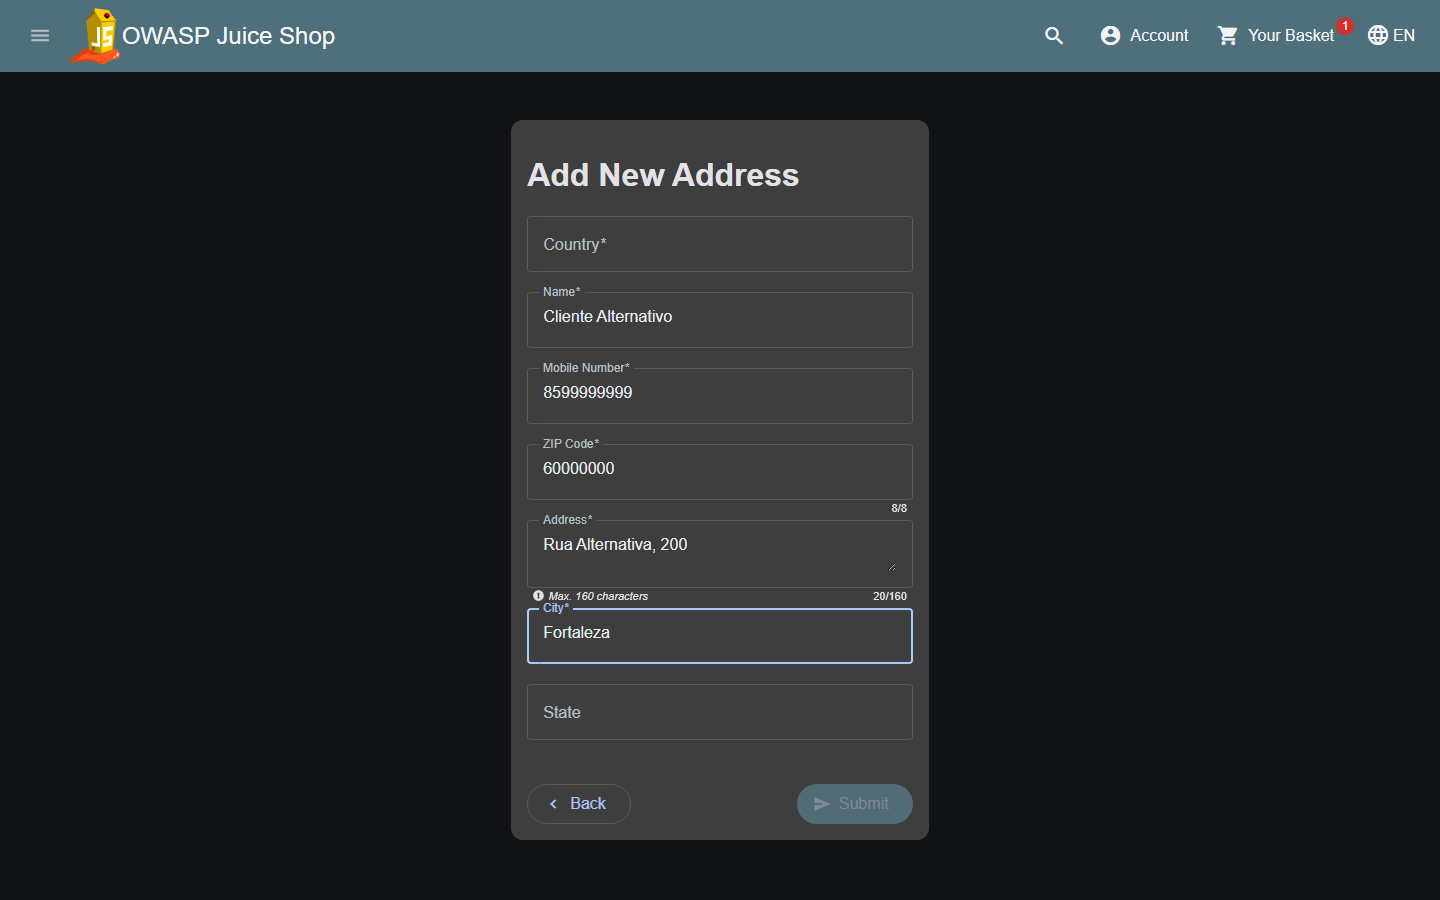 OWASP Juice Shop
Account
Your Basket
1
EN
Add New Address
Country*
Name*
Cliente Alternativo
Mobile Number*
8599999999
ZIP Code*
60000000
8/8
Address*
Rua Alternativa, 200
Max. 160 characters
20/160
City*
Fortaleza
State
Back
Submit